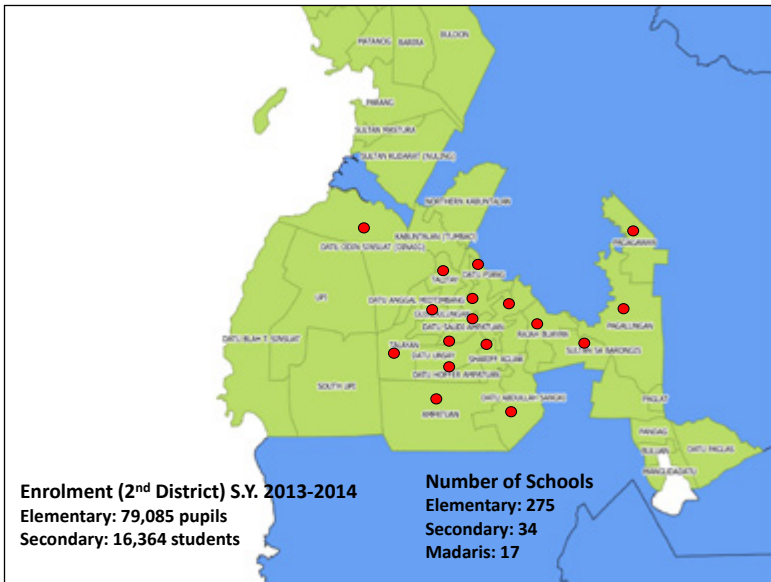 BULDON
MATANOG
BARIRA
PARANG
SULTAN MASTURA
SULTAN KUDARAT (NULING)
NORTHERN KABUNTALAN
KABUNTALAN (TUMBAO)
DATU ODIN SINSUAT (DINAIG)
PAGAGAWAN
DATU PIANG
TALITAY
UPI
DATU ANGGAL MIDTIMBANG
PAGALUNGAN
DATU SAUDI AMPATUAN
RAJAH BUAYAN
DATU BLAH T. SINSUAT
TALAYAN
SULTAN SA BARONGIS
DATU UNSAY
SHARIFF AGUAK
DATU HOFFER AMPATUAN
SOUTH UPI
DATU ABDULLAH SANGKI
PAGLAT
AMPATUAN
PANDAG
DATU PAGLAS
BULUAN
MANGUDADATU
Enrolment (2nd District) S.Y. 2013-2014
Elementary: 79,085 pupils
Secondary: 16,364 students
Number of Schools
Elementary: 275
Secondary: 34
Madaris: 17